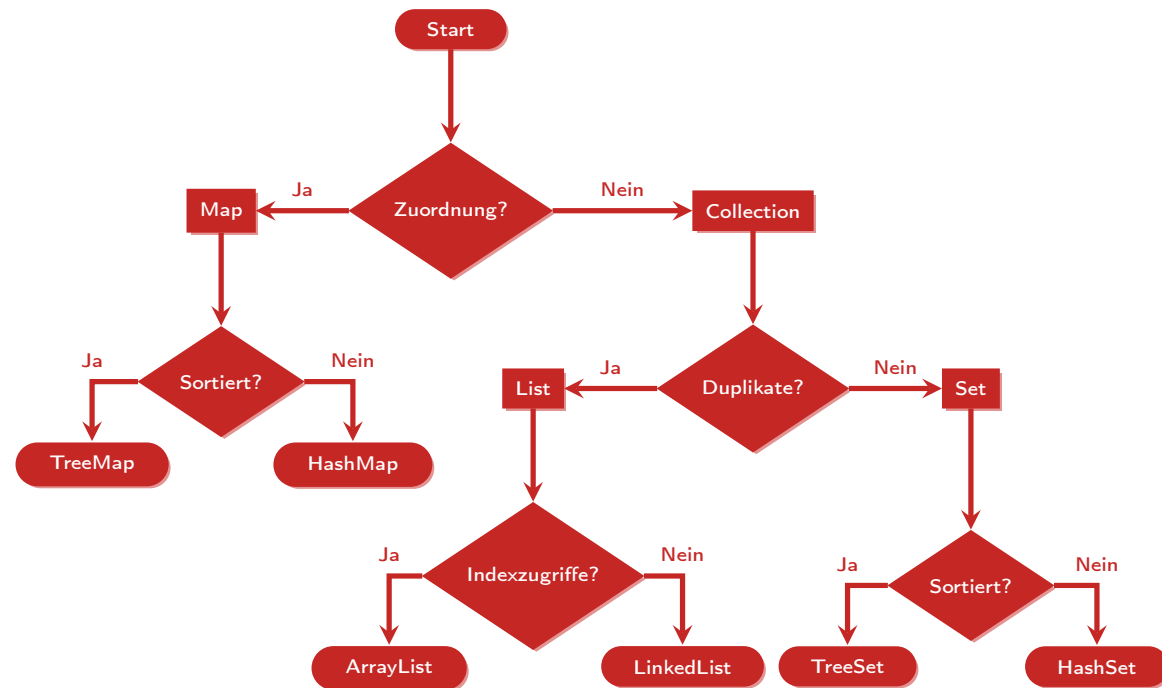 Start
Ja
Nein
Map
Zuordnung?
Collection
Ja
Sortiert?
Nein
Ja
Nein
List
Duplikate?
Set
TreeMap
HashMap
Ja
Indexzugriffe?
Nein
Ja
Sortiert?
Nein
ArrayList
LinkedList
TreeSet
HashSet